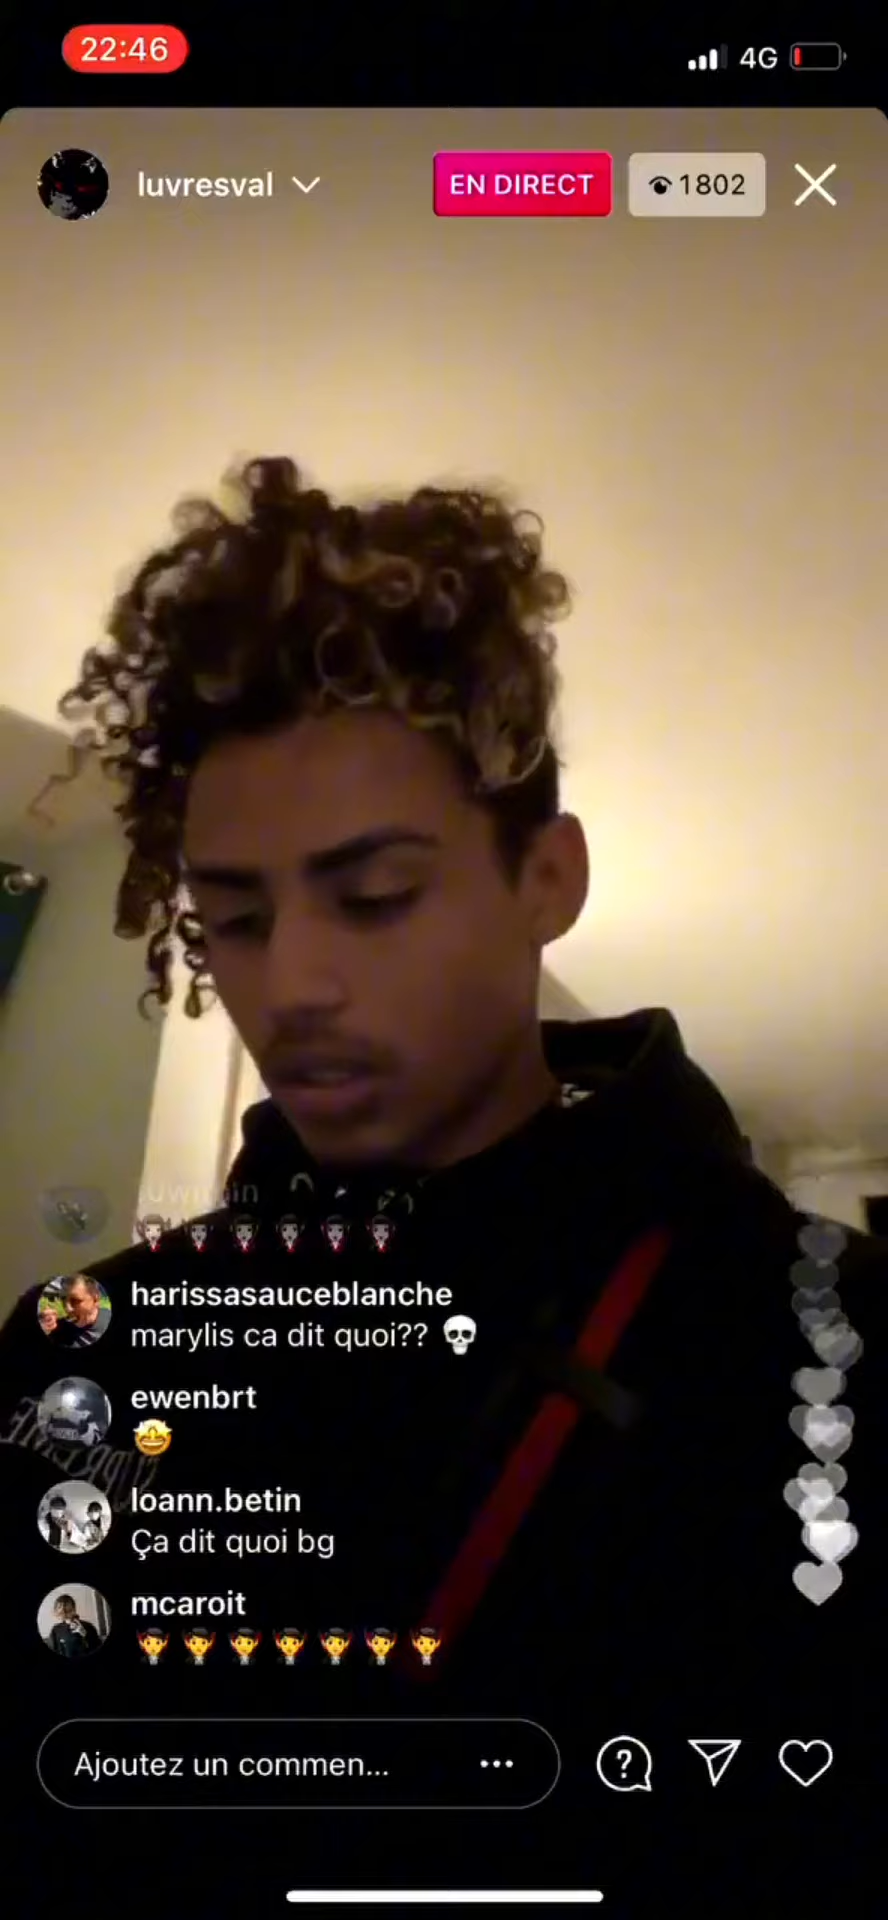 22:46
4G
luvresval
EN DIRECT
1802
harissasauceblanche
marylis ca dit quoi?? 💀
ewenbrt
🤩
loann.betin
Ça dit quoi bg
mcaroit
Ajoutez un commen...